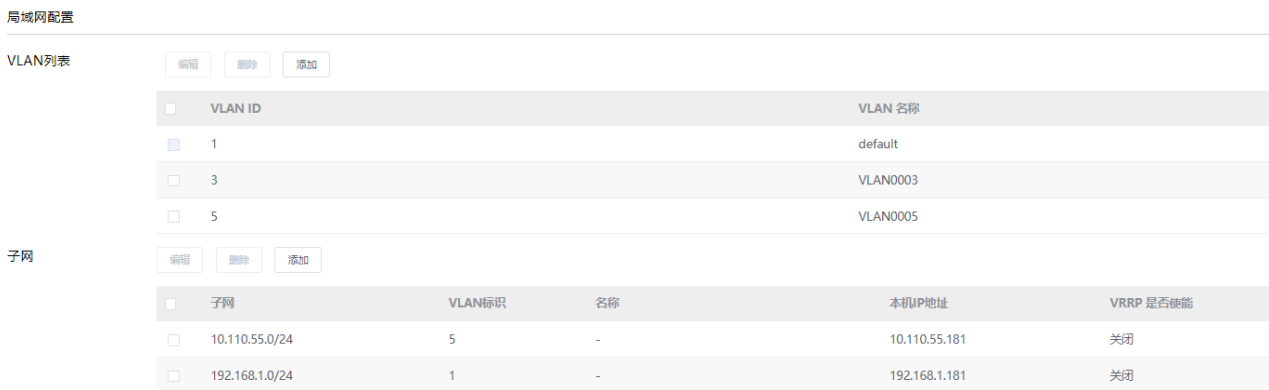 局域网配置
VLAN列表 编辑 删除 添加
VLAN ID VLAN 名称
1 default
3 VLAN0003
5 VLAN0005
子网 编辑 删除 添加
子网 VLAN标识 名称 本机IP地址 VRRP 是否使能
10.110.55.0/24 5 - 10.110.55.181 关闭
192.168.1.0/24 1 - 192.168.1.181 关闭